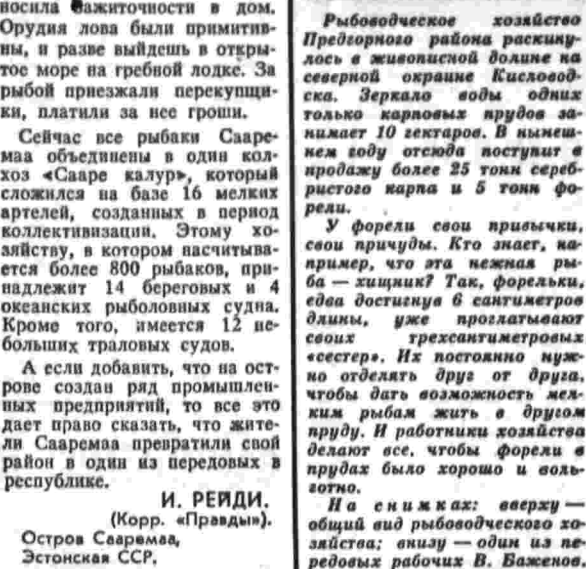 носила зажиточности в дом.
Орудия лова были примитив-
ны, и разве выйдешь в откры-
тое море на гребной лодке. За
рыбой приезжали перекупщи-
ки, платили за нее гроши.
Сейчас все рыбаки Саарe-
маа объединены в один кол-
хоз «Сааре калур», который
сложился на базе 16 мелких
артелей, созданных в период
коллективизации. Этому хо-
зяйству, в котором насчитыва-
ется более 800 рыбаков, при-
надлежит 14 береговых и 4
океанских рыболовных судна.
Кроме того, имеется 12 не-
больших траловых судов.
А если добавить, что на ост-
рове создан ряд промышлен-
ных предприятий, то все это
дает право сказать, что жите-
ли Сааремаа превратили свой
район в один из передовых в
республике.
И. РЕЙДИ.
(Корр. «Правды»).
Остров Сааремаа,
Эстонская ССР.
Рыбоводческое хозяйство
Предгорного района раскину-
лось в живописной долине на
северной окраине Кисловод-
ска. Зеркало воды одних
только карповых прудов за-
нимает 10 гектаров. В нынеш-
нем году отсюда поступит в
продажу более 25 тонн сереб-
ристого карпа и 5 тонн фо-
рели.
У форели свои привычки,
свои причуды. Кто знает, на-
пример, что эта нежная ры-
ба — хищник? Так, форельки,
едва достигнув 6 сантиметров
длины, уже проглатывают
своих трехсантиметровых
«сестер». Их постоянно нуж-
но отделять друг от друга,
чтобы дать возможность мел-
ким рыбам жить в другом
пруду. И работники хозяйства
делают все, чтобы форели в
прудах было хорошо и воль-
готно.
На снимках: вверху —
общий вид рыбоводческого хо-
зяйства; внизу — один из пе-
редовых рабочих В. Баженов.